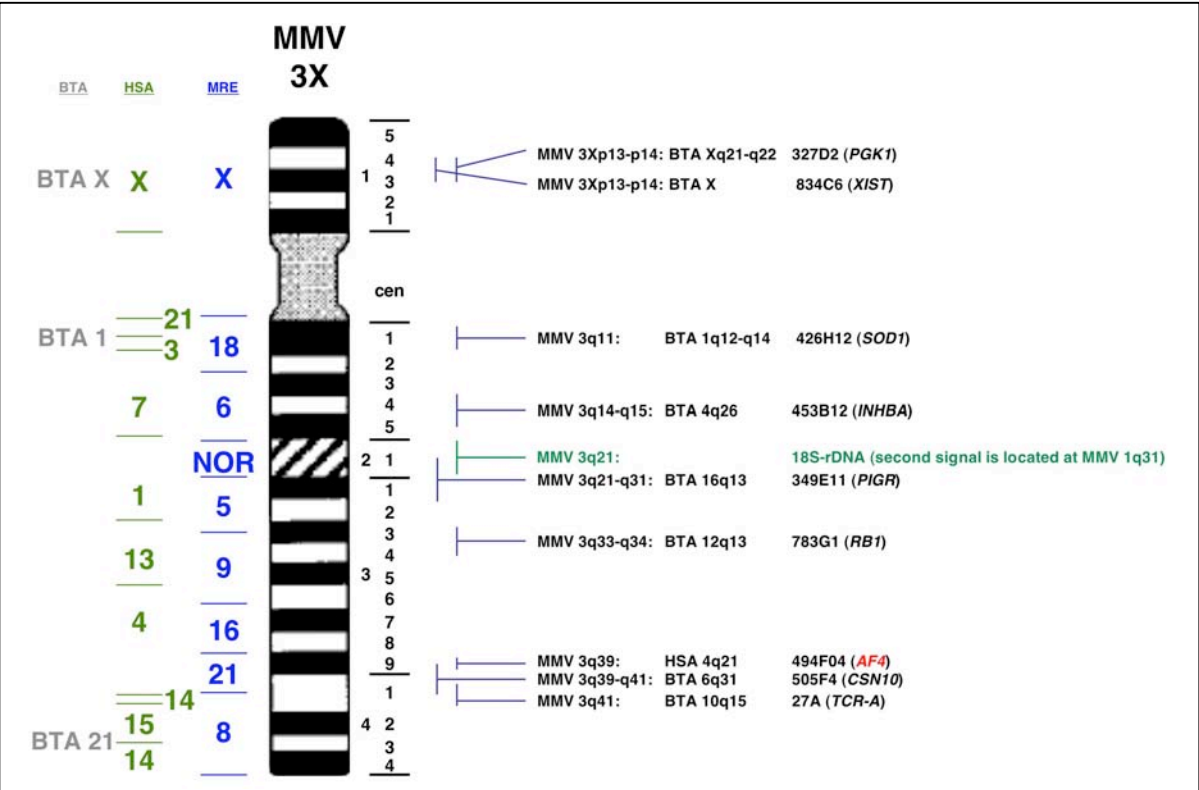 MMV
3X
BTA HSA MRE
BTA X X X
5
4
1 3
2
1
MMV 3Xp13-p14: BTA Xq21-q22 327D2 (PGK1)
MMV 3Xp13-p14: BTA X 834C6 (XIST)
cen
21
BTA 1
3
18
1
2
3
4
5
MMV 3q11: BTA 1q12-q14 426H12 (SOD1)
7 6
MMV 3q14-q15: BTA 4q26 453B12 (INHBA)
NOR
2 1
MMV 3q21: 18S-rDNA (second signal is located at MMV 1q31)
MMV 3q21-q31: BTA 16q13 349E11 (PIGR)
1 5
1
2
3
4
3 5
6
7
8
9
MMV 3q33-q34: BTA 12q13 783G1 (RB1)
13 9
4 16
21
MMV 3q39: HSA 4q21 494F04 (AF4)
MMV 3q39-q41: BTA 6q31 505F4 (CSN10)
MMV 3q41: BTA 10q15 27A (TCR-A)
14
15
BTA 21
14
8
1
4 2
3
4